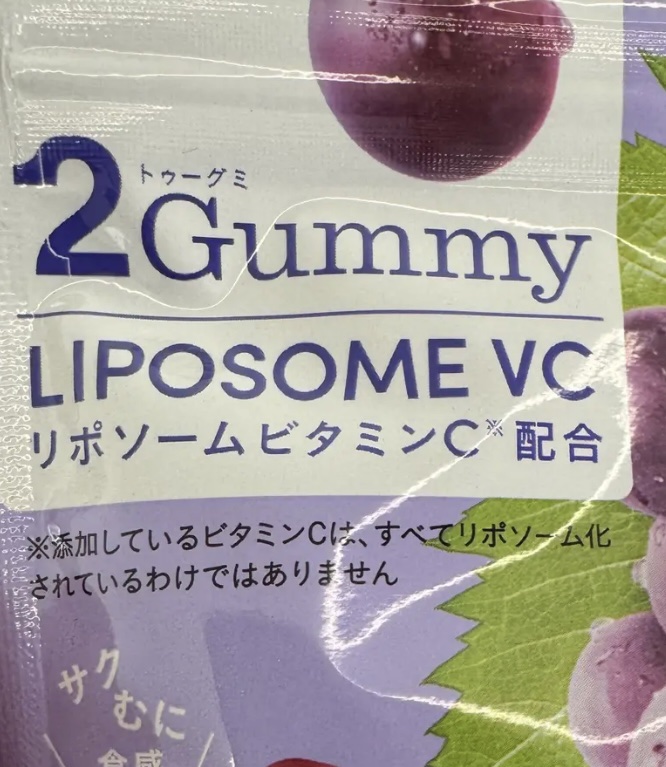 トゥーグミ
2Gummy
LIPOSOME VC
リポソームビタミンC※配合
※添加しているビタミンCは、すべてリポソーム化
されているわけではありません
サク
むに
食感